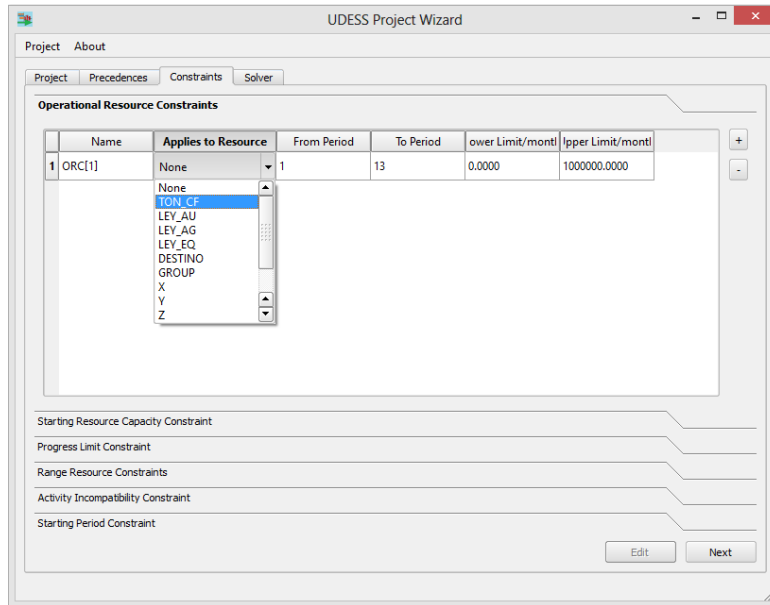 UDESS Project Wizard
Project About
Project Precedences Constraints Solver
Operational Resource Constraints
Name Applies to Resource From Period To Period ower Limit/montl pper Limit/montl +
1 ORC[1] None 1 13 0.0000 1000000.0000 -
None
TON_CF
LEY_AU
LEY_AG
LEY_EQ
DESTINO
GROUP
X
Y
Z
Starting Resource Capacity Constraint
Progress Limit Constraint
Range Resource Constraints
Activity Incompatibility Constraint
Starting Period Constraint
Edit Next